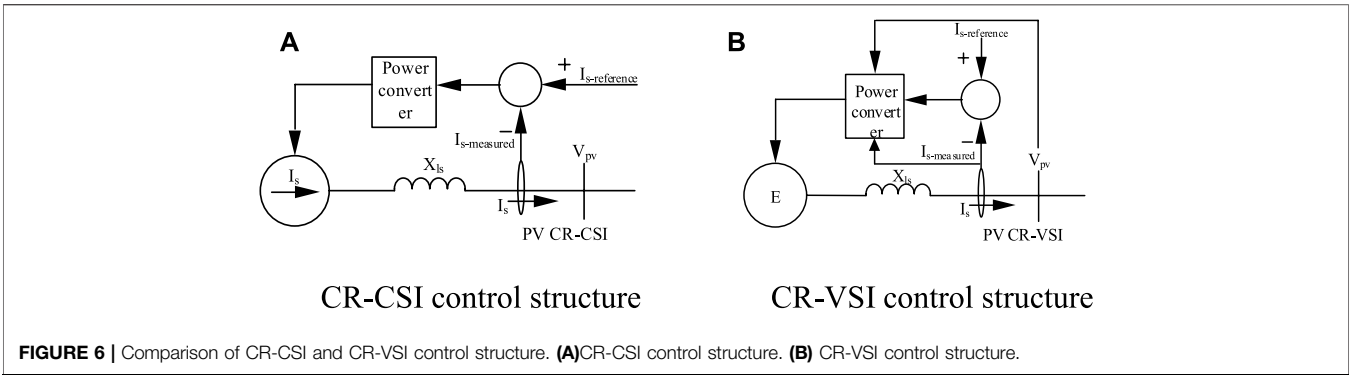 A
Power
convert
er
+
Is-reference
−
Is-measured
Vpv
Xls
Is
Is
PV CR-CSI
CR-CSI control structure
B
Is-reference
+
Power
convert
er
−
Is-measured
Vpv
Xls
E
Is
PV CR-VSI
CR-VSI control structure
FIGURE 6 | Comparison of CR-CSI and CR-VSI control structure. (A)CR-CSI control structure. (B) CR-VSI control structure.